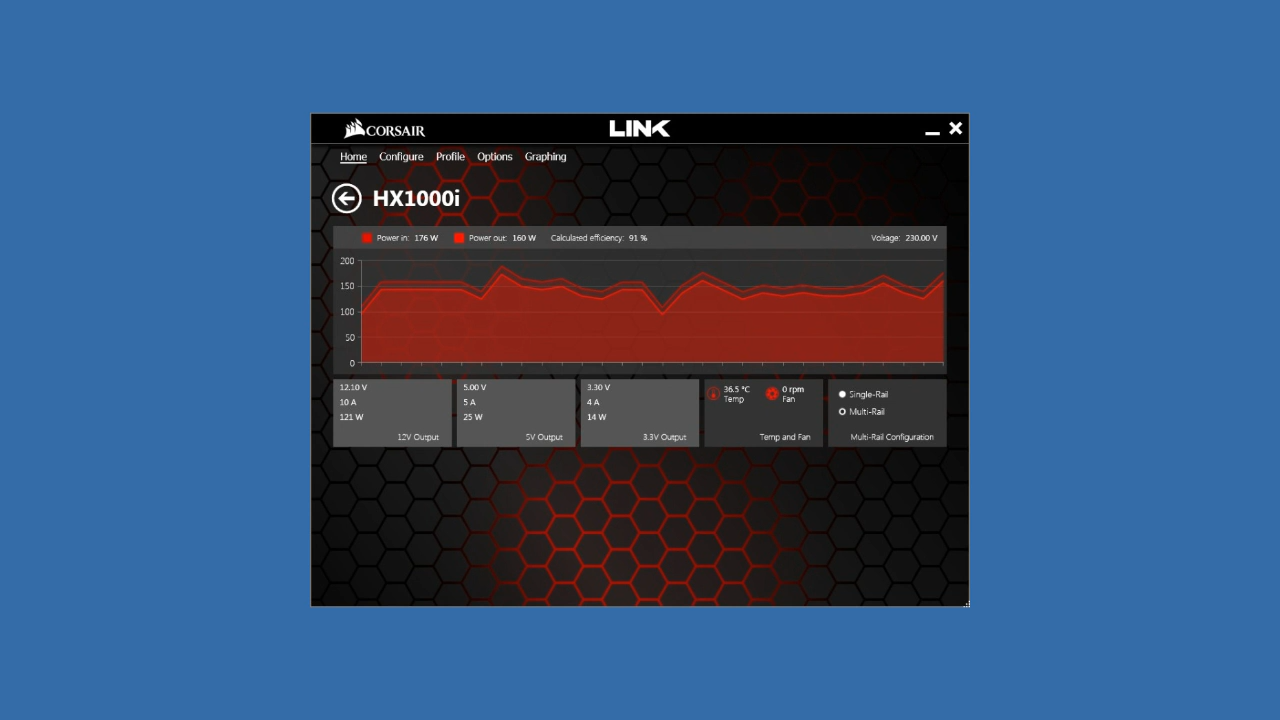 CORSAIR
LINK
Home Configure Profile Options Graphing
HX1000i
Power in: 176 W Power out: 160 W Calculated efficiency: 91 % Voltage: 230.00 V
200
150
100
50
0
12.10 V
10 A
121 W
12V Output
5.00 V
5 A
25 W
5V Output
3.30 V
4 A
14 W
3.3V Output
36.5 °C
Temp
0 rpm
Fan
Temp and Fan
Single-Rail
Multi-Rail
Multi-Rail Configuration